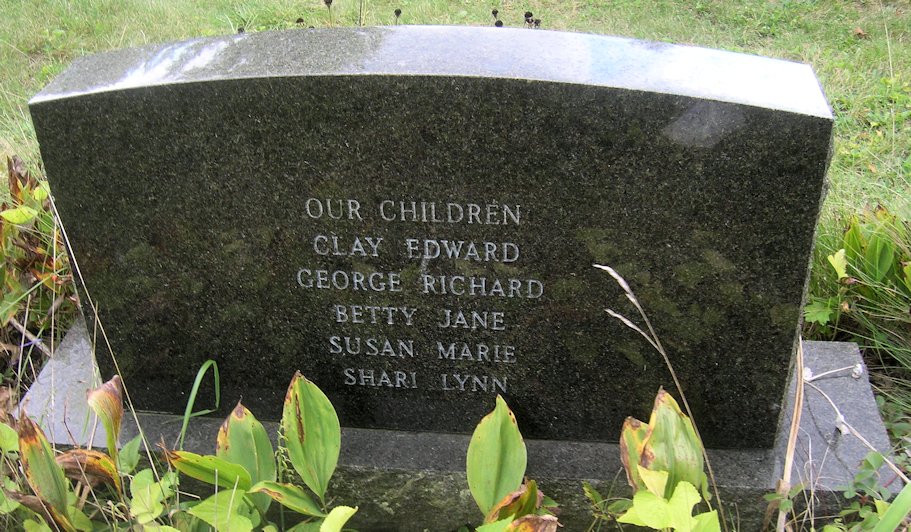 OUR CHILDREN
CLAY EDWARD
GEORGE RICHARD
BETTY JANE
SUSAN MARIE
SHARI LYNN